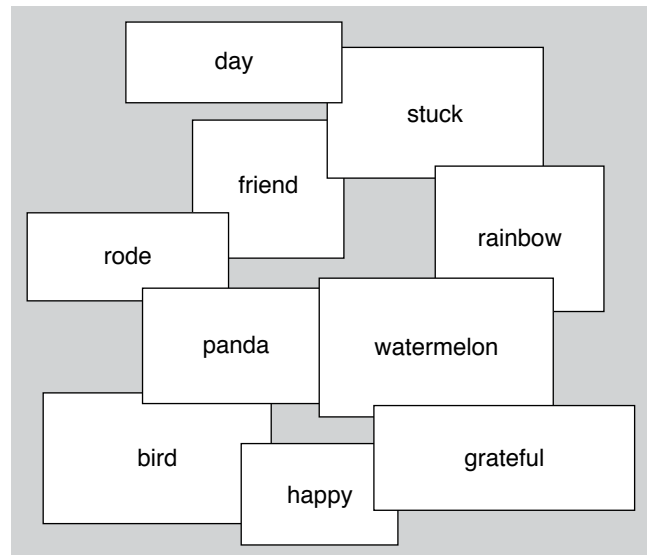 day
stuck
friend
rainbow
rode
panda
watermelon
bird
grateful
happy